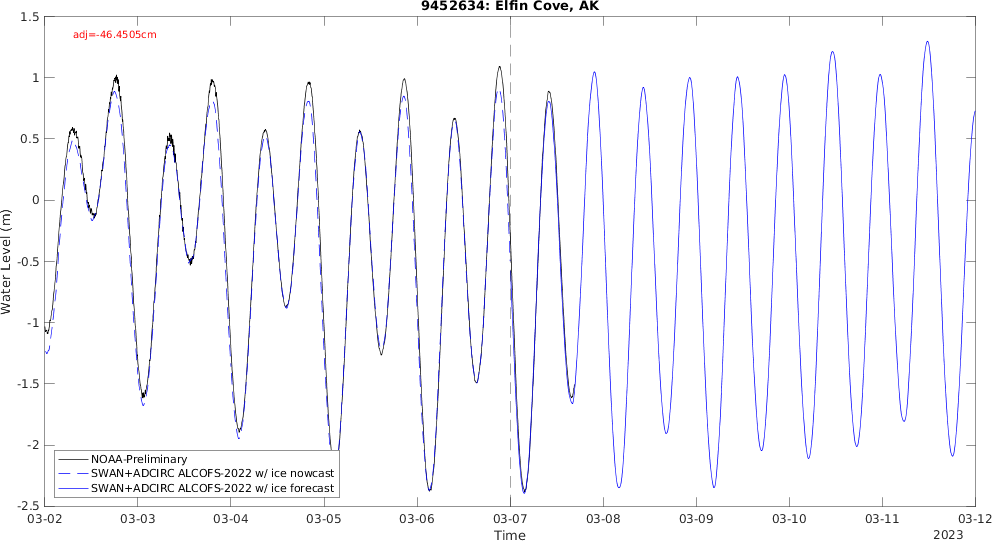 9452634: Elfin Cove, AK
adj=-46.4505cm
1.5
1
0.5
0
-0.5
-1
-1.5
-2
-2.5
Water Level (m)
NOAA-Preliminary
SWAN+ADCIRC ALCOFS-2022 w/ ice nowcast
SWAN+ADCIRC ALCOFS-2022 w/ ice forecast
03-02 03-03 03-04 03-05 03-06 03-07 03-08 03-09 03-10 03-11 03-12
Time
2023